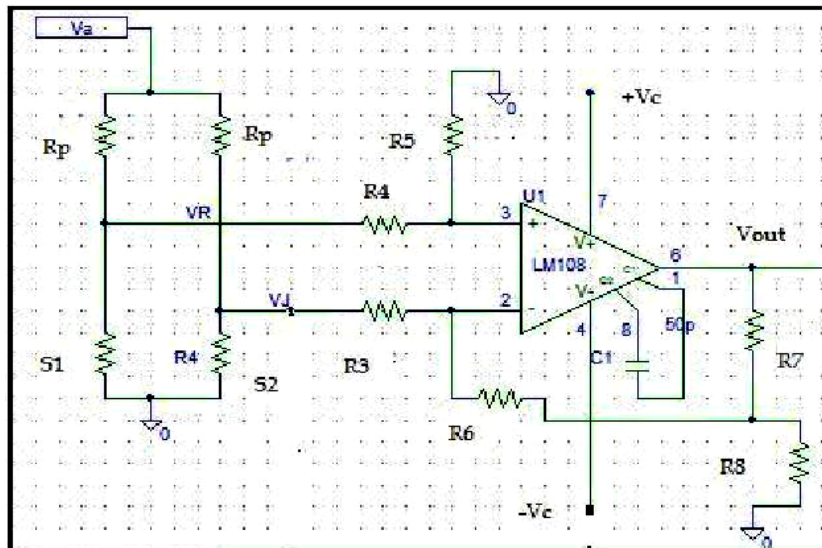 Va
+Vc
Rp
Rp
R5
0
R4
U1
7
VR
3
+
V+
6
Vout
LM108
1
VJ
2
-
V-
4
8
50p
S1
R4
S2
R3
C1
R7
0
R6
R8
-Vc
0